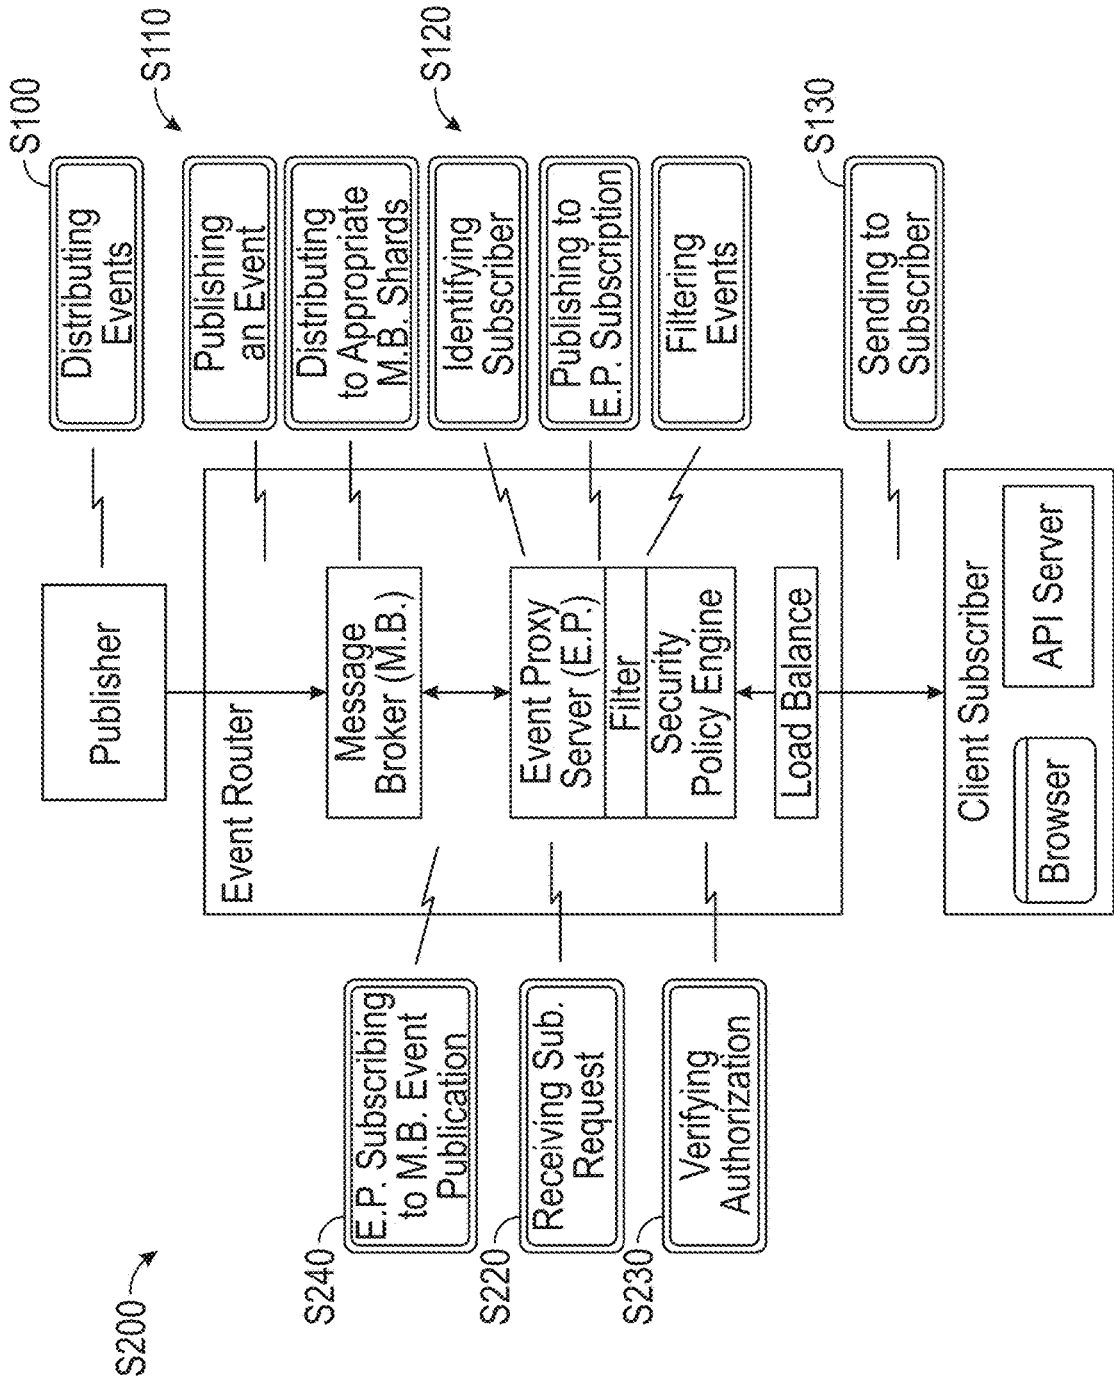 S200
S240
E.P. Subscribing
to M.B. Event
Publication
S220
Receiving Sub.
Request
S230
Verifying
Authorization
Publisher
Event Router
Message
Broker (M.B.)
Event Proxy
Server (E.P.)
Filter
Security
Policy Engine
Load Balance
Client Subscriber
Browser
API Server
S100
Distributing
Events
S110
Publishing
an Event
Distributing
to Appropriate
M.B. Shards
S120
Identifying
Subscriber
Publishing to
E.P. Subscription
Filtering
Events
S130
Sending to
Subscriber